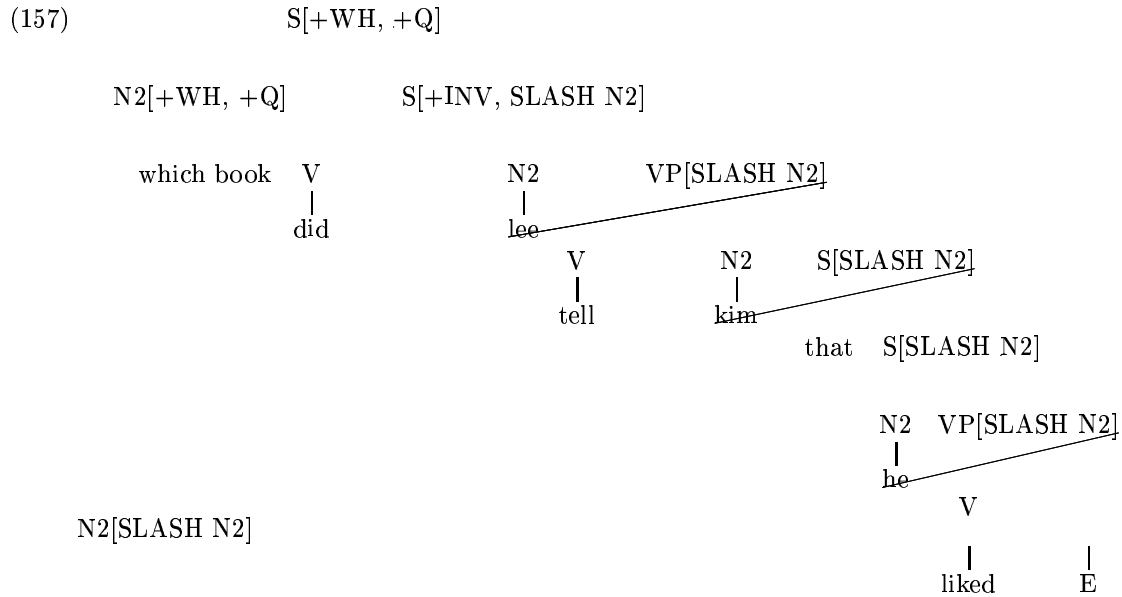 (157) S[+WH, +Q]
N2[+WH, +Q] S[+INV, SLASH N2]
which book V N2 VP[SLASH N2]
did lee
V N2 S[SLASH N2]
tell kim
that S[SLASH N2]
N2 VP[SLASH N2]
he
V
N2[SLASH N2]
liked E